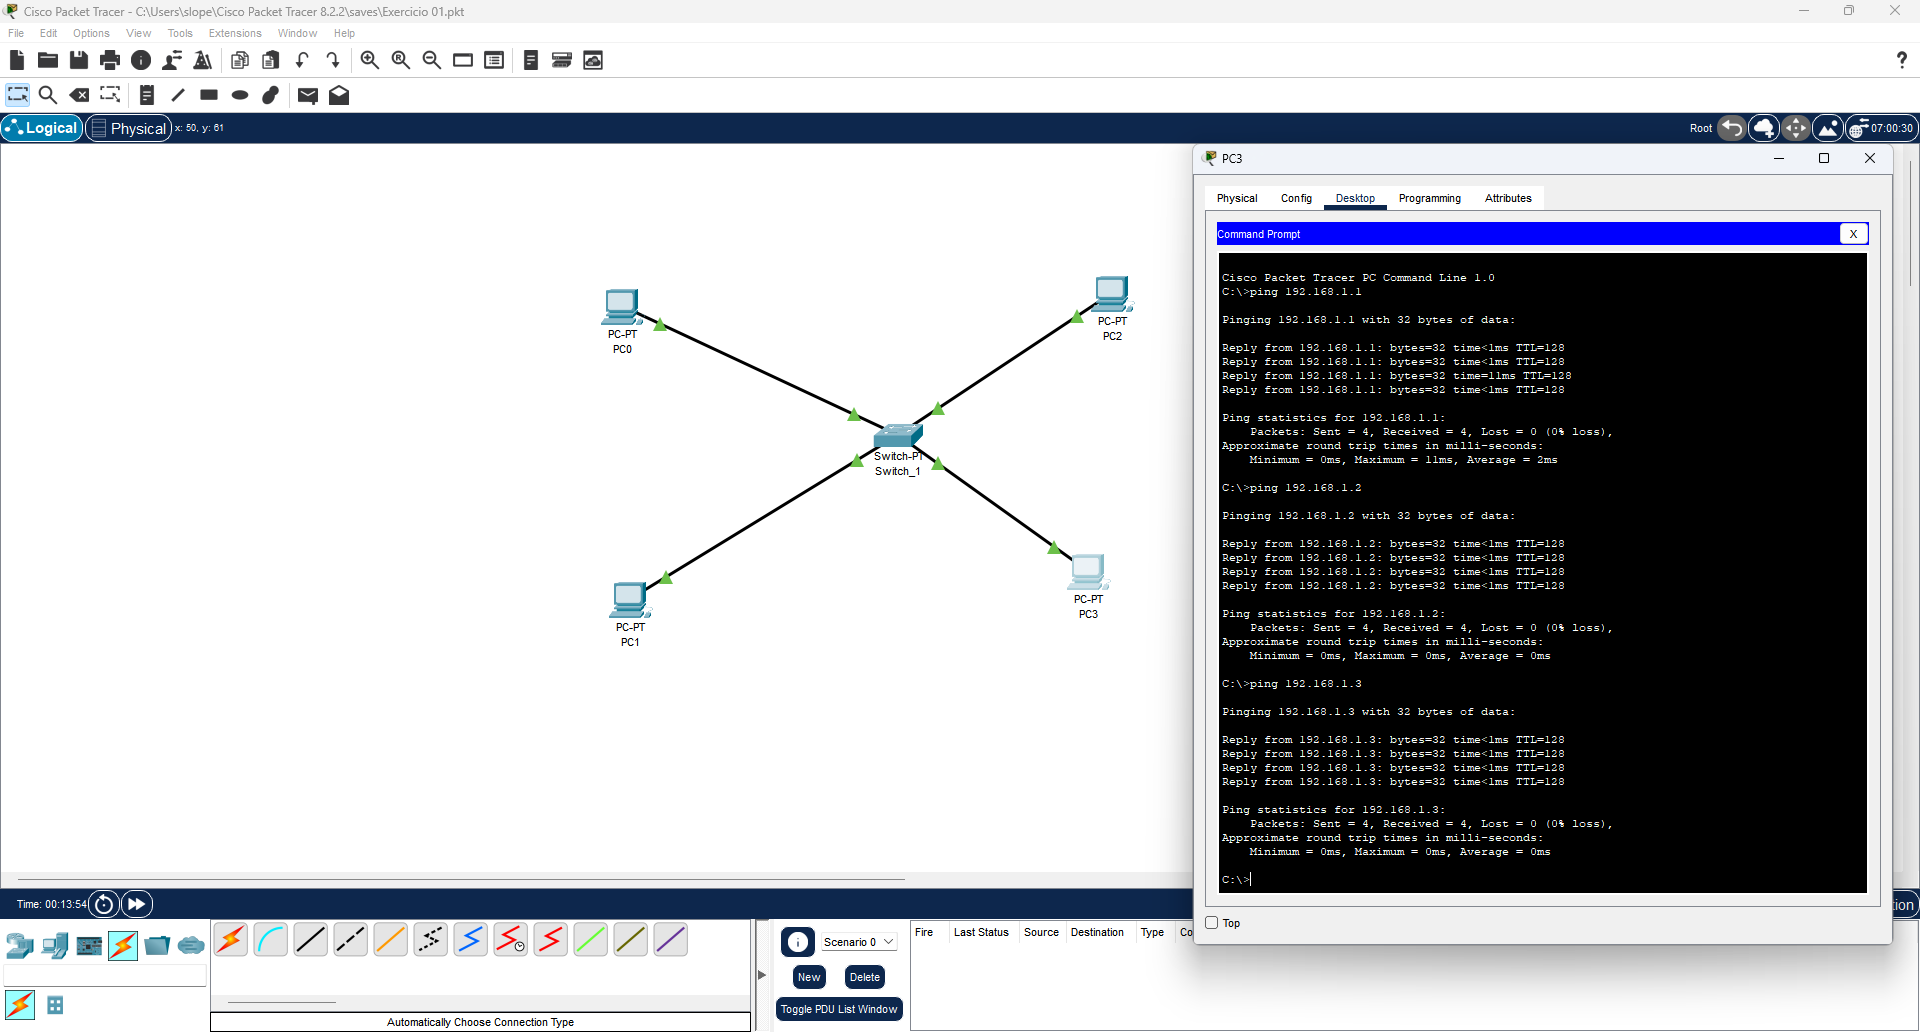 Cisco Packet Tracer - C:\Users\slope\Cisco Packet Tracer 8.2.2\saves\Exercicio 01.pkt
File Edit Options View Tools Extensions Window Help
Logical Physical x: 50, y: 61
Root 07:00:30
PC-PT
PC0
PC-PT
PC2
Switch-PT
Switch_1
PC-PT
PC1
PC-PT
PC3
PC3
Physical Config Desktop Programming Attributes
Command Prompt
X
Cisco Packet Tracer PC Command Line 1.0
C:\>ping 192.168.1.1
Pinging 192.168.1.1 with 32 bytes of data:
Reply from 192.168.1.1: bytes=32 time<1ms TTL=128
Reply from 192.168.1.1: bytes=32 time<1ms TTL=128
Reply from 192.168.1.1: bytes=32 time=11ms TTL=128
Reply from 192.168.1.1: bytes=32 time<1ms TTL=128
Ping statistics for 192.168.1.1:
Packets: Sent = 4, Received = 4, Lost = 0 (0% loss),
Approximate round trip times in milli-seconds:
Minimum = 0ms, Maximum = 11ms, Average = 2ms
C:\>ping 192.168.1.2
Pinging 192.168.1.2 with 32 bytes of data:
Reply from 192.168.1.2: bytes=32 time<1ms TTL=128
Reply from 192.168.1.2: bytes=32 time<1ms TTL=128
Reply from 192.168.1.2: bytes=32 time<1ms TTL=128
Reply from 192.168.1.2: bytes=32 time<1ms TTL=128
Ping statistics for 192.168.1.2:
Packets: Sent = 4, Received = 4, Lost = 0 (0% loss),
Approximate round trip times in milli-seconds:
Minimum = 0ms, Maximum = 0ms, Average = 0ms
C:\>ping 192.168.1.3
Pinging 192.168.1.3 with 32 bytes of data:
Reply from 192.168.1.3: bytes=32 time<1ms TTL=128
Reply from 192.168.1.3: bytes=32 time<1ms TTL=128
Reply from 192.168.1.3: bytes=32 time<1ms TTL=128
Reply from 192.168.1.3: bytes=32 time<1ms TTL=128
Ping statistics for 192.168.1.3:
Packets: Sent = 4, Received = 4, Lost = 0 (0% loss),
Approximate round trip times in milli-seconds:
Minimum = 0ms, Maximum = 0ms, Average = 0ms
C:\>
Top
Time: 00:13:54
tion
Scenario 0
New Delete
Toggle PDU List Window
Fire Last Status Source Destination Type Co
Automatically Choose Connection Type